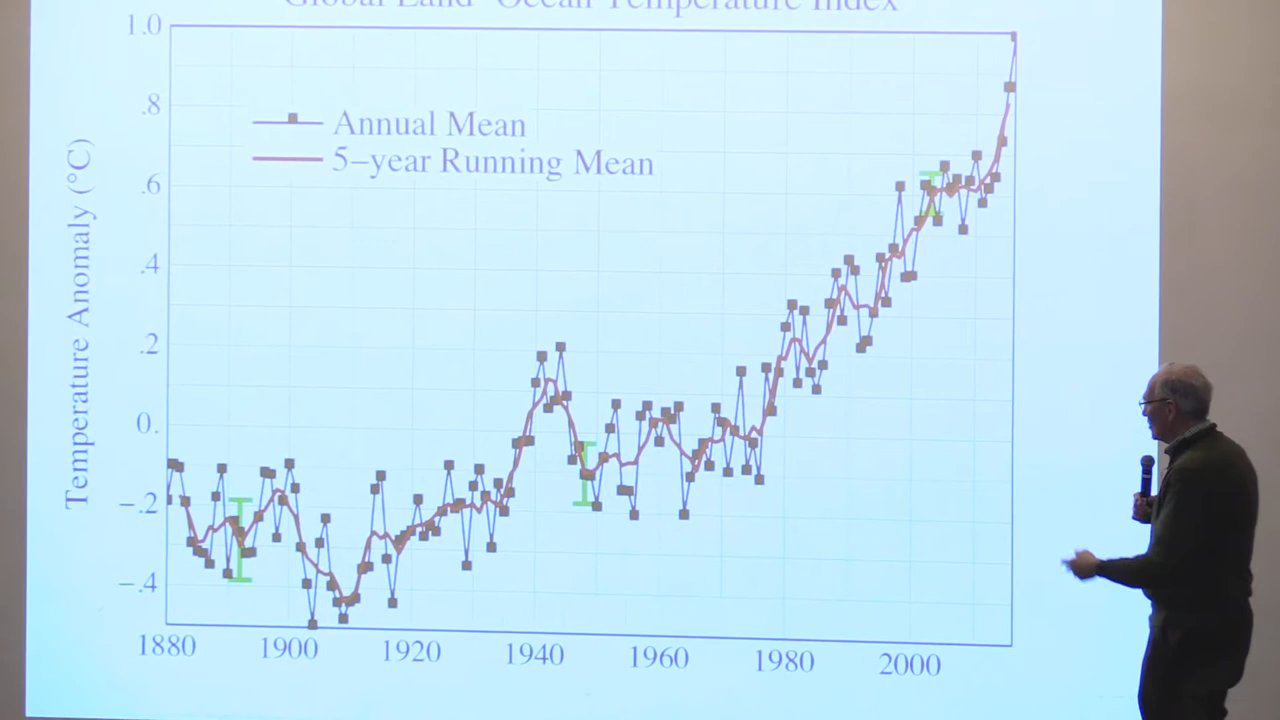 Global Land–Ocean Temperature Index
1.0
.8
.6
.4
.2
0.
−.2
−.4
Temperature Anomaly (°C)
Annual Mean
5−year Running Mean
1880 1900 1920 1940 1960 1980 2000